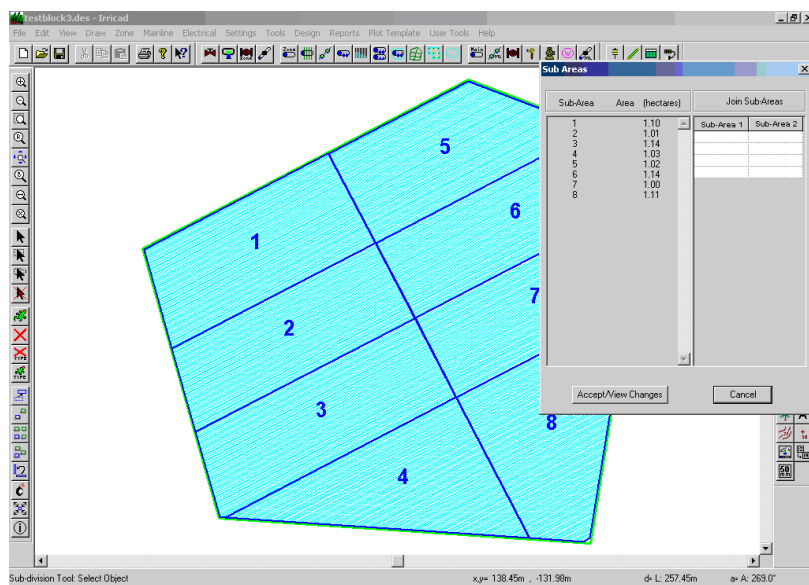 testblock3.des - Irricad
File Edit View Draw Zone Mainline Electrical Settings Tools Design Reports Plot Template User Tools Help
Sub Areas
Sub-Area Area (hectares) Join Sub-Areas
Sub-Area 1 Sub-Area 2
1 1.10
2 1.01
3 1.14
4 1.03
5 1.02
6 1.14
7 1.00
8 1.11
Accept/View Changes Cancel
5
1
6
2
7
3
8
4
Sub-division Tool: Select Object x,y= 138.45m , -131.98m d= L: 257.45m a= A: 269.0°